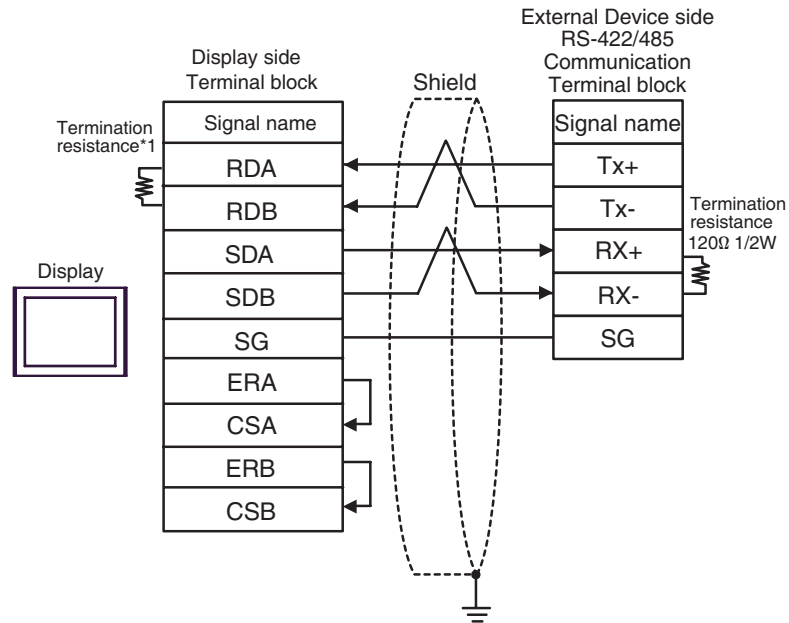 External Device side
RS-422/485
Communication
Terminal block
Display side
Terminal block
Shield
Termination
resistance*1
Signal name
RDA
RDB
SDA
SDB
SG
ERA
CSA
ERB
CSB
Signal name
Tx+
Tx-
RX+
RX-
SG
Termination
resistance
120Ω 1/2W
Display